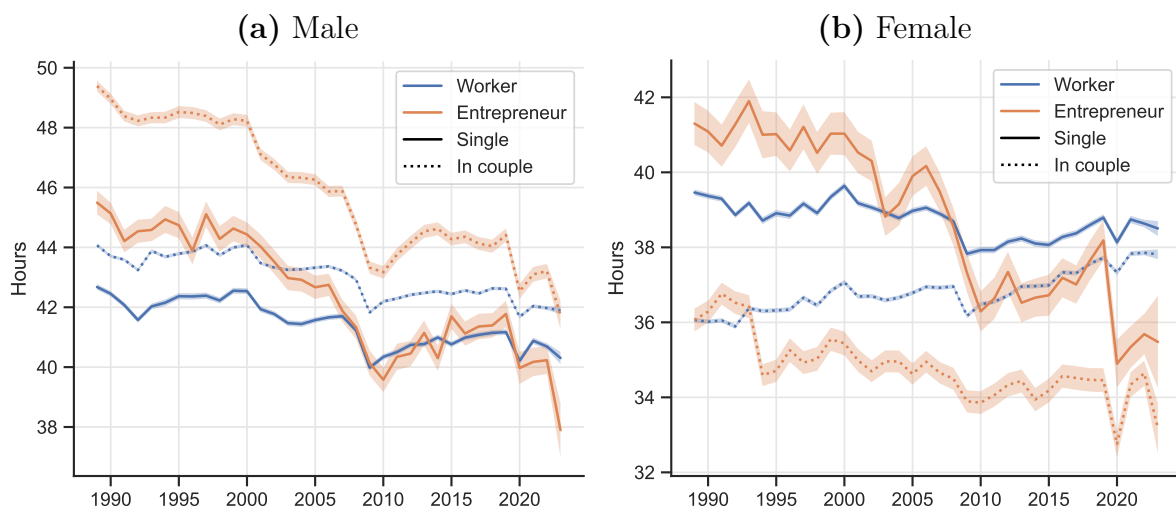 (a) Male
50
48
46
44
42
40
38
Hours
1990 1995 2000 2005 2010 2015 2020
Worker
Entrepreneur
Single
In couple
(b) Female
42
40
38
36
34
32
Hours
1990 1995 2000 2005 2010 2015 2020
Worker
Entrepreneur
Single
In couple